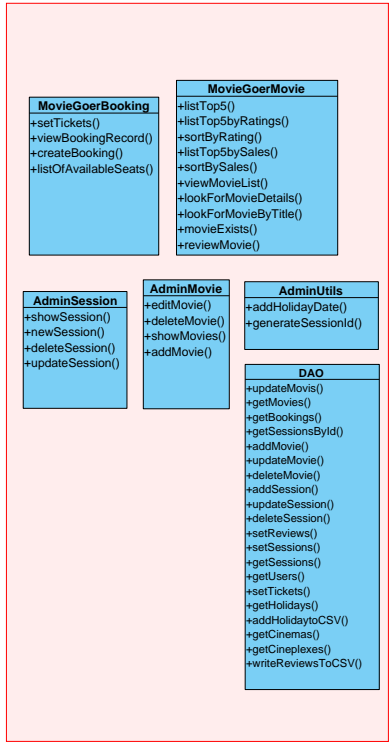 MovieGoerBooking
+setTickets()
+viewBookingRecord()
+createBooking()
+listOfAvailableSeats()
MovieGoerMovie
+listTop5()
+listTop5byRatings()
+sortByRating()
+listTop5bySales()
+sortBySales()
+viewMovieList()
+lookForMovieDetails()
+lookForMovieByTitle()
+movieExists()
+reviewMovie()
AdminSession
+showSession()
+newSession()
+deleteSession()
+updateSession()
AdminMovie
+editMovie()
+deleteMovie()
+showMovies()
+addMovie()
AdminUtils
+addHolidayDate()
+generateSessionId()
DAO
+updateMovis()
+getMovies()
+getBookings()
+getSessionsById()
+addMovie()
+updateMovie()
+deleteMovie()
+addSession()
+updateSession()
+deleteSession()
+setReviews()
+setSessions()
+getSessions()
+getUsers()
+setTickets()
+getHolidays()
+addHolidaytoCSV()
+getCinemas()
+getCineplexes()
+writeReviewsToCSV()